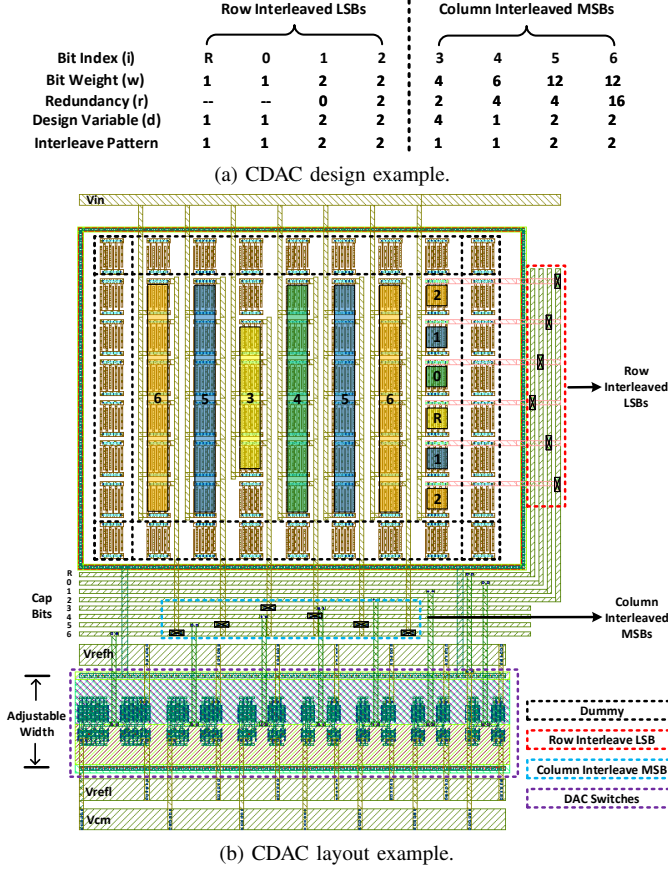 Row Interleaved LSBs Column Interleaved MSBs
Bit Index (i) R 0 1 2 3 4 5 6
Bit Weight (w) 1 1 2 2 4 6 12 12
Redundancy (r) -- -- 0 2 2 4 4 16
Design Variable (d) 1 1 2 2 4 1 2 2
Interleave Pattern 1 1 2 2 1 1 2 2
(a) CDAC design example.
Vin
2
1
0
6 5 3 4 5 6
R
1
2
Row
Interleaved
LSBs
R
0
1
2
3
4
5
6
Cap
Bits
Column
Interleaved
MSBs
Vrefh
Adjustable
Width
Vrefl
Vcm
Dummy
Row Interleave LSB
Column Interleave MSB
DAC Switches
(b) CDAC layout example.